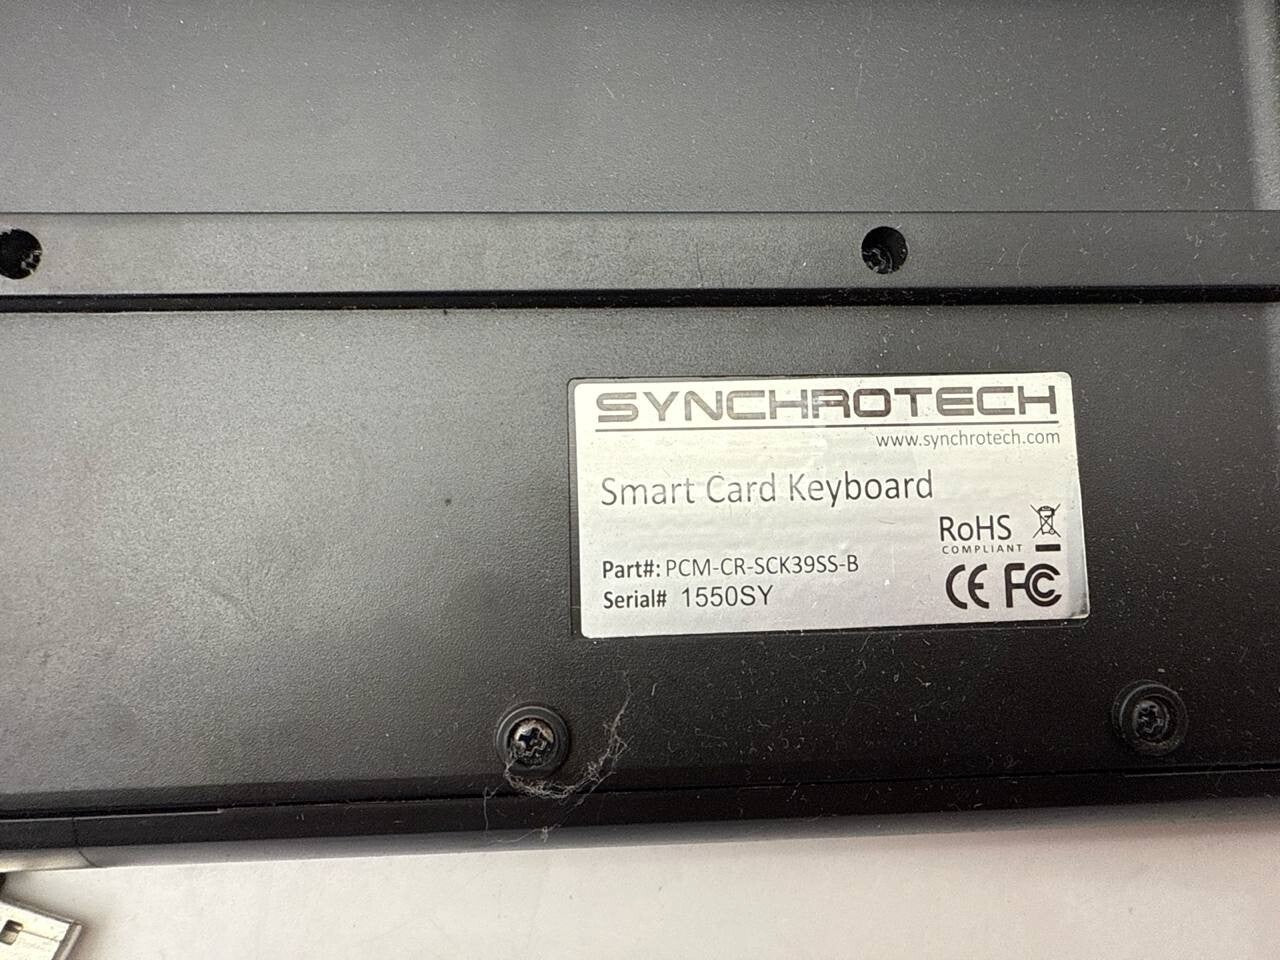 SYNCHROTECH
www.synchrotech.com
Smart Card Keyboard
RoHS
COMPLIANT
Part#: PCM-CR-SCK39SS-B
Serial# 1550SY
CE FC